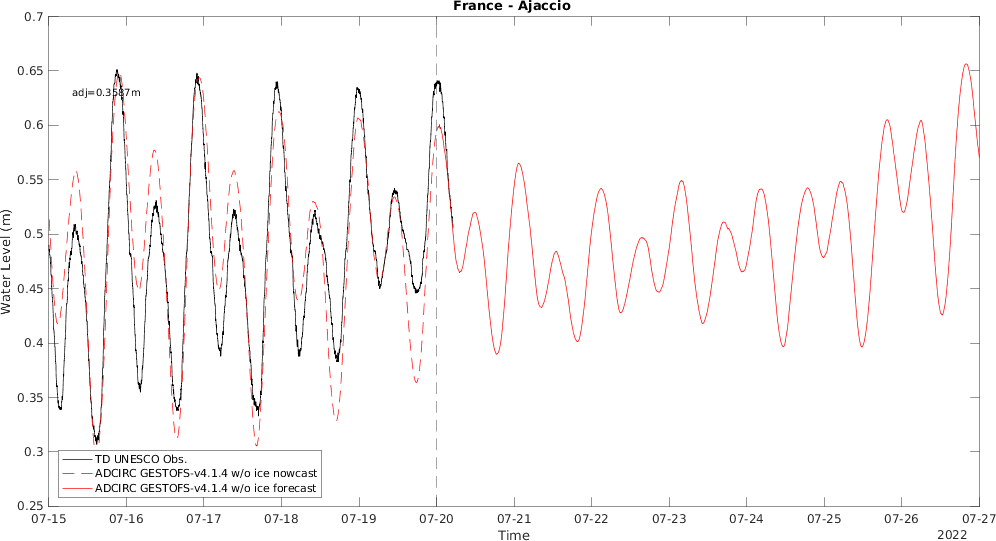 France - Ajaccio
0.7
0.65
0.6
0.55
0.5
0.45
0.4
0.35
0.3
0.25
Water Level (m)
adj=0.3587m
TD UNESCO Obs.
ADCIRC GESTOFS-v4.1.4 w/o ice nowcast
ADCIRC GESTOFS-v4.1.4 w/o ice forecast
07-15 07-16 07-17 07-18 07-19 07-20 07-21 07-22 07-23 07-24 07-25 07-26 07-27
Time
2022